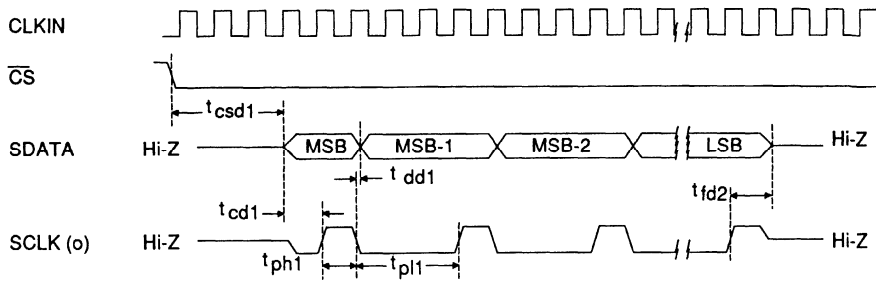 CLKIN
CS
t csd1
SDATA Hi-Z MSB MSB-1 MSB-2 LSB Hi-Z
t dd1
t fd2
t cd1
SCLK (o) Hi-Z Hi-Z
t ph1 t pl1